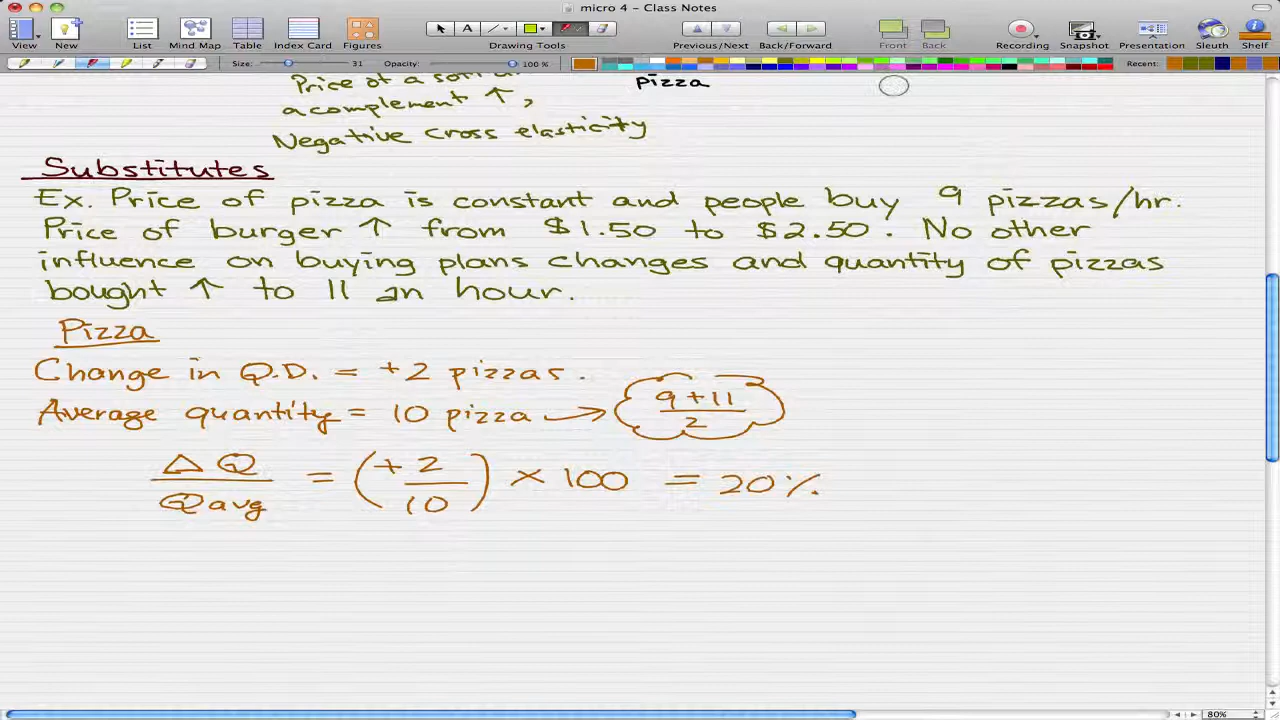 micro 4 - Class Notes
View New List Mind Map Table Index Card Figures Drawing Tools Previous/Next Back/Forward Front Back Recording Snapshot Presentation Sleuth Shelf
Size: 31 Opacity: 100 % Recent:
Price of a
a complement ↑ ,
pizza
Negative cross elasticity
Substitutes
Ex. Price of pizza is constant and people buy 9 pizzas/hr.
Price of burger ↑ from $1.50 to $2.50. No other
influence on buying plans changes and quantity of pizzas
bought ↑ to 11 an hour.
Pizza
Change in Q.D. = +2 pizzas.
Average quantity = 10 pizza → 9+11 / 2
ΔQ / Q avg = (+2 / 10) × 100 = 20%
80%